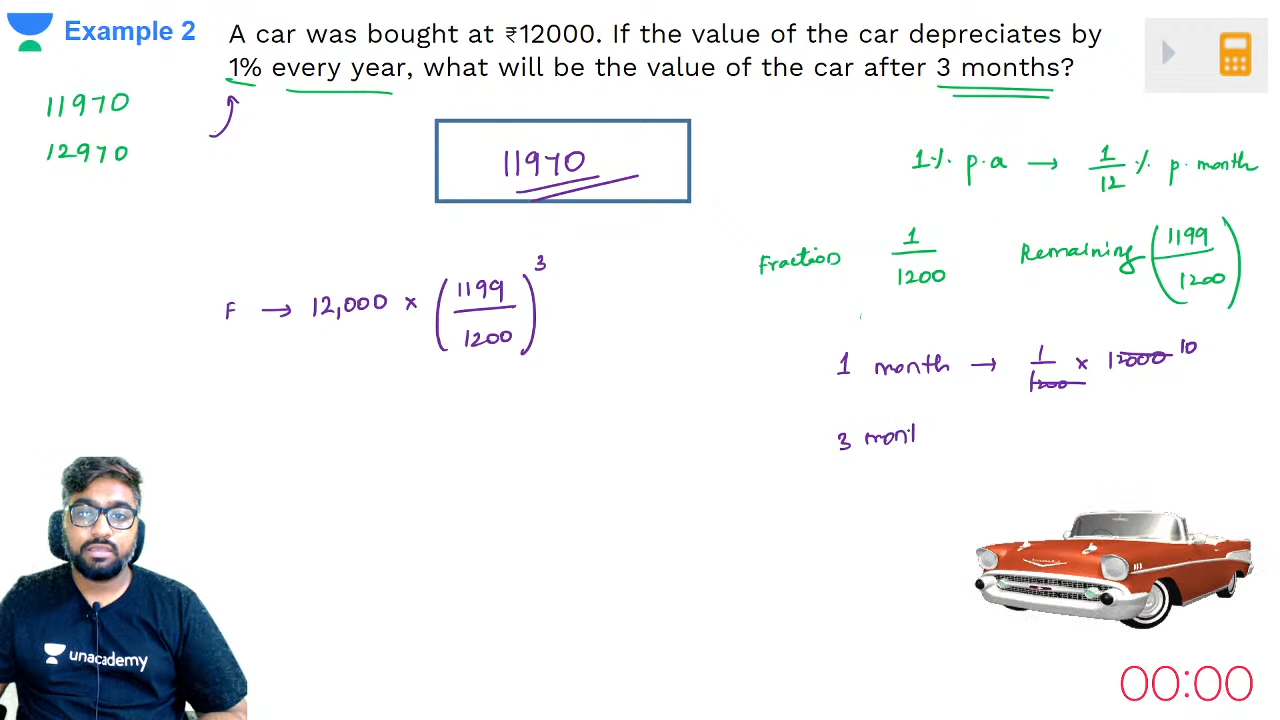 Example 2
A car was bought at ₹12000. If the value of the car depreciates by
1% every year, what will be the value of the car after 3 months?
11970
12970
11970
1% p.a → 1/12 % p.month
Fraction 1/1200 Remaining (1199/1200)
F → 12,000 × (1199/1200)³
1 month → 1/1200 × 12000 10
3 mont
unacademy
00:00